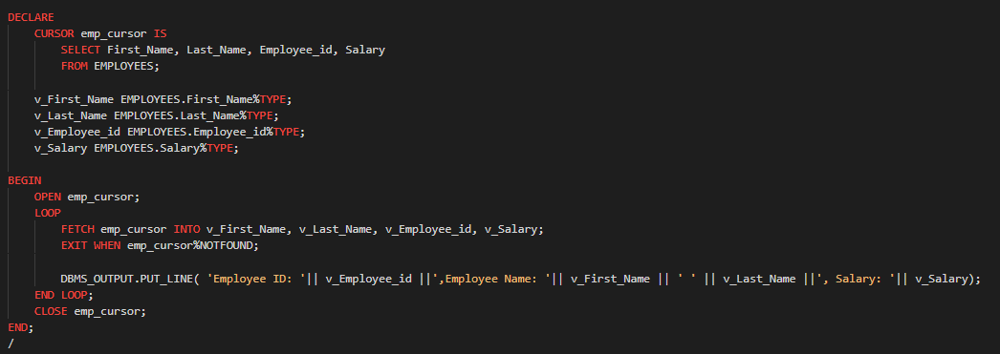 DECLARE
    CURSOR emp_cursor IS
        SELECT First_Name, Last_Name, Employee_id, Salary
        FROM EMPLOYEES;

    v_First_Name EMPLOYEES.First_Name%TYPE;
    v_Last_Name EMPLOYEES.Last_Name%TYPE;
    v_Employee_id EMPLOYEES.Employee_id%TYPE;
    v_Salary EMPLOYEES.Salary%TYPE;

BEGIN
    OPEN emp_cursor;
    LOOP
        FETCH emp_cursor INTO v_First_Name, v_Last_Name, v_Employee_id, v_Salary;
        EXIT WHEN emp_cursor%NOTFOUND;

        DBMS_OUTPUT.PUT_LINE( 'Employee ID: '|| v_Employee_id ||',Employee Name: '|| v_First_Name || ' ' || v_Last_Name ||', Salary: '|| v_Salary);
    END LOOP;
    CLOSE emp_cursor;
END;
/